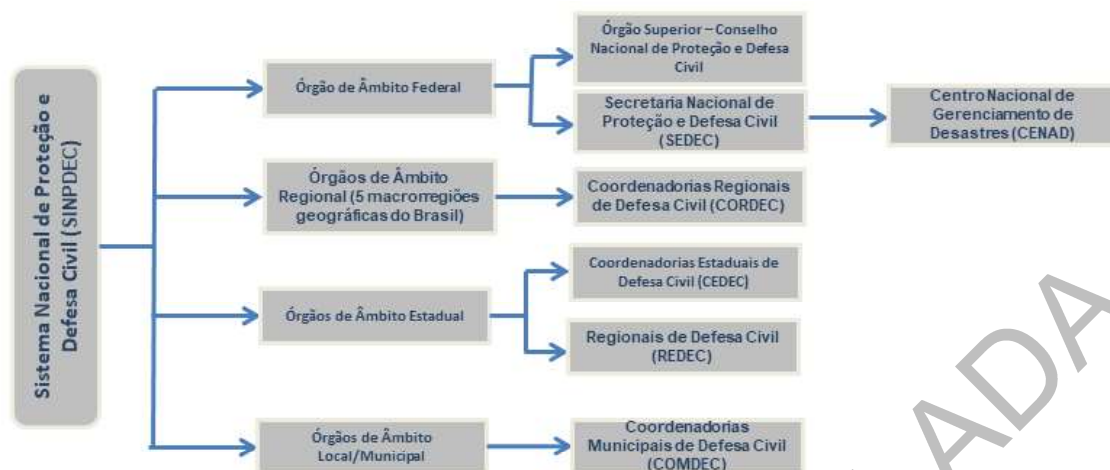 Sistema Nacional de Proteção e
Defesa Civil (SINPDEC)
Órgão de Âmbito Federal
Órgão Superior – Conselho
Nacional de Proteção e Defesa
Civil
Secretaria Nacional de
Proteção e Defesa Civil
(SEDEC)
Centro Nacional de
Gerenciamento de
Desastres (CENAD)
Órgãos de Âmbito
Regional (5 macrorregiões
geográficas do Brasil)
Coordenadorias Regionais
de Defesa Civil (CORDEC)
Órgãos de Âmbito Estadual
Coordenadorias Estaduais de
Defesa Civil (CEDEC)
Regionais de Defesa Civil
(REDEC)
Órgãos de Âmbito
Local/Municipal
Coordenadorias
Municipais de Defesa Civil
(COMDEC)
ADA